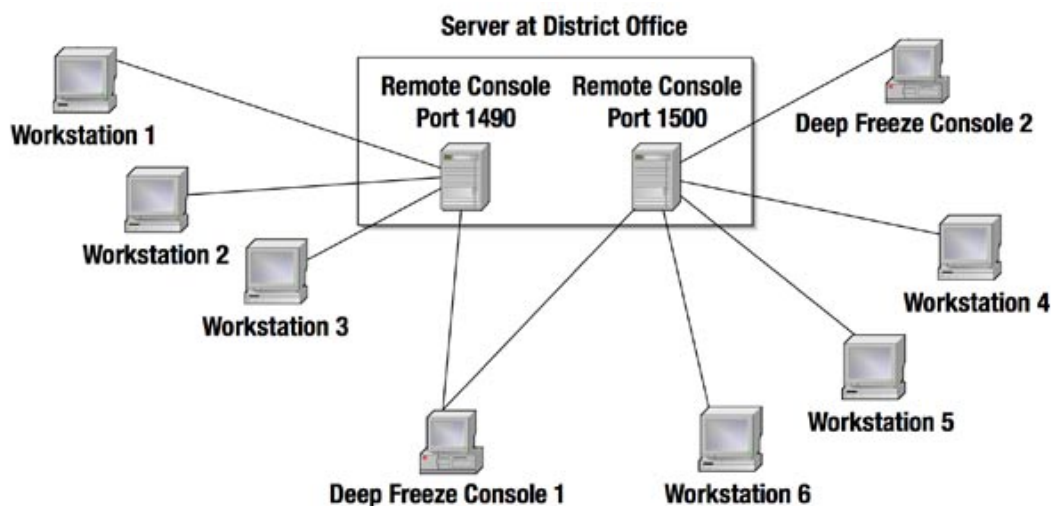 Server at District Office
Remote Console
Port 1490
Remote Console
Port 1500
Workstation 1
Deep Freeze Console 2
Workstation 2
Workstation 3
Workstation 4
Workstation 5
Deep Freeze Console 1
Workstation 6